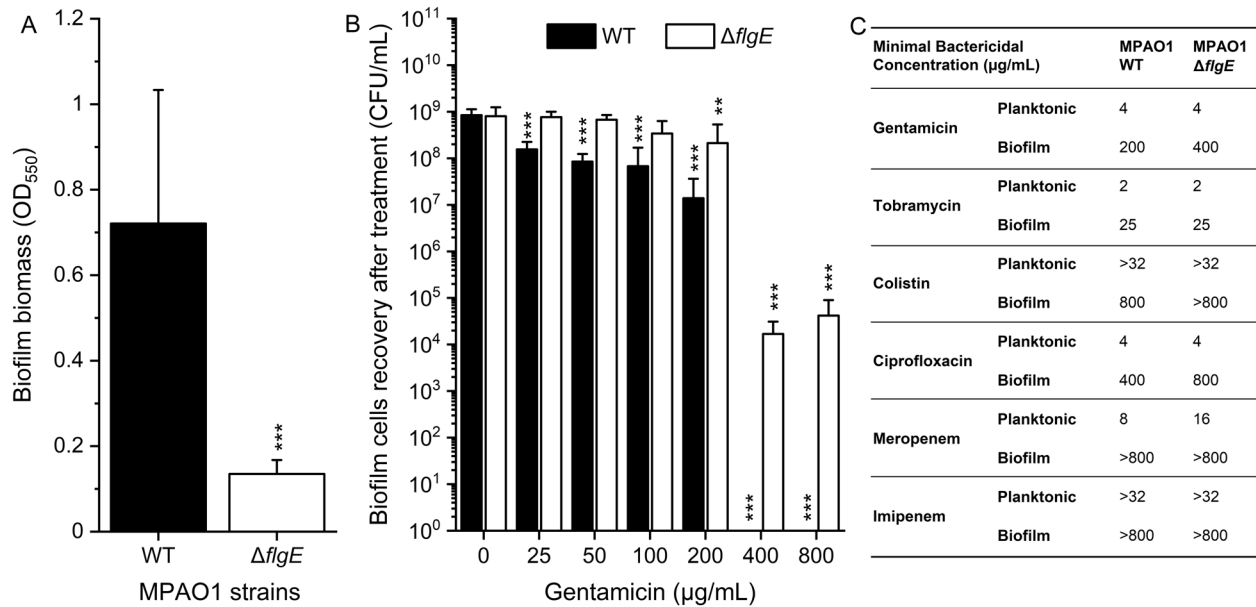 A
Biofilm biomass (OD550)
1.2
1
0.8
0.6
0.4
0.2
0
***
WT
ΔflgE
MPAO1 strains
B
Biofilm cells recovery after treatment (CFU/mL)
10^11
10^10
10^9
10^8
10^7
10^6
10^5
10^4
10^3
10^2
10^1
10^0
WT
ΔflgE
***
***
***
***
**
***
***
***
***
0
25
50
100
200
400
800
Gentamicin (µg/mL)
C
Minimal Bactericidal Concentration (µg/mL)
MPAO1 WT
MPAO1 ΔflgE
Gentamicin
Planktonic 4 4
Biofilm 200 400
Tobramycin
Planktonic 2 2
Biofilm 25 25
Colistin
Planktonic >32 >32
Biofilm 800 >800
Ciprofloxacin
Planktonic 4 4
Biofilm 400 800
Meropenem
Planktonic 8 16
Biofilm >800 >800
Imipenem
Planktonic >32 >32
Biofilm >800 >800